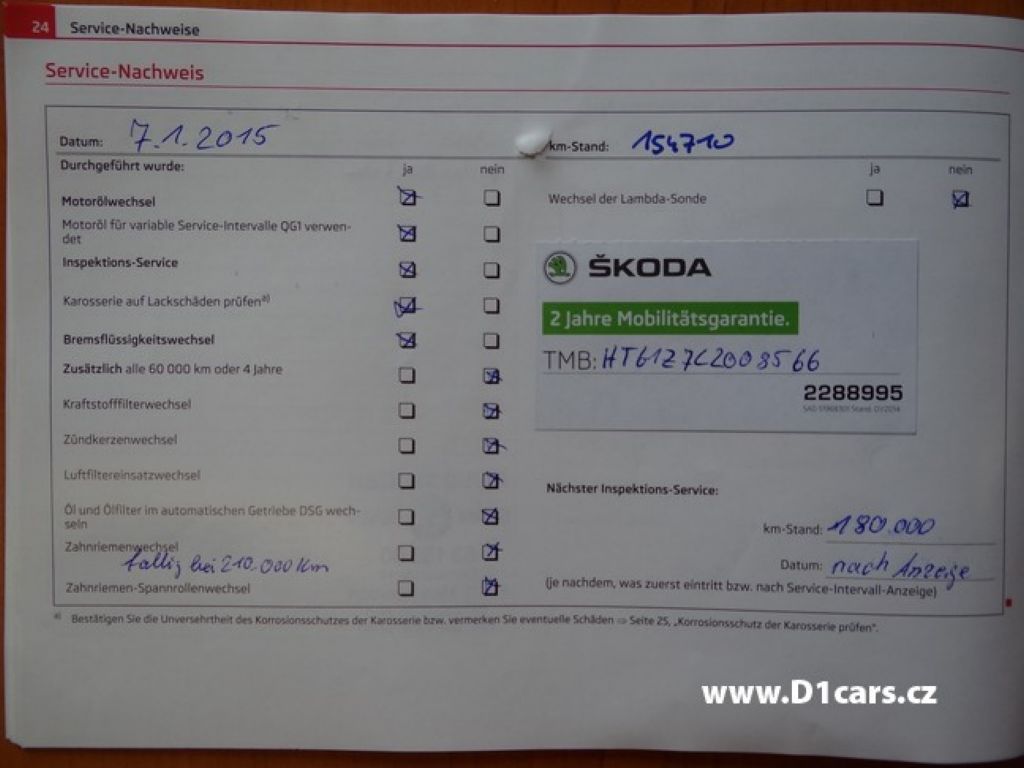 24 Service-Nachweise
Service-Nachweis
Datum: 7.1.2015
km-Stand: 154710
Durchgeführt wurde:
ja nein
ja nein
Motorölwechsel
Wechsel der Lambda-Sonde
Motoröl für variable Service-Intervalle QG1 verwen-
det
Inspektions-Service
Karosserie auf Lackschäden prüfen a)
Bremsflüssigkeitswechsel
Zusätzlich alle 60 000 km oder 4 Jahre
Kraftstofffilterwechsel
Zündkerzenwechsel
Luftfiltereinsatzwechsel
Öl und Ölfilter im automatischen Getriebe DSG wech-
seln
Zahnriemenwechsel
fällig bei 210.000 Km
Zahnriemen-Spannrollenwechsel
ŠKODA
2 Jahre Mobilitätsgarantie.
TMB: HT61Z7C2008566
2288995
Nächster Inspektions-Service:
km-Stand: 180.000
Datum: nach Anzeige
(je nachdem, was zuerst eintritt bzw. nach Service-Intervall-Anzeige)
a) Bestätigen Sie die Unversehrtheit des Korrosionsschutzes der Karosserie bzw. vermerken Sie eventuelle Schäden ⇒ Seite 25, „Korrosionsschutz der Karosserie prüfen“.
www.D1cars.cz